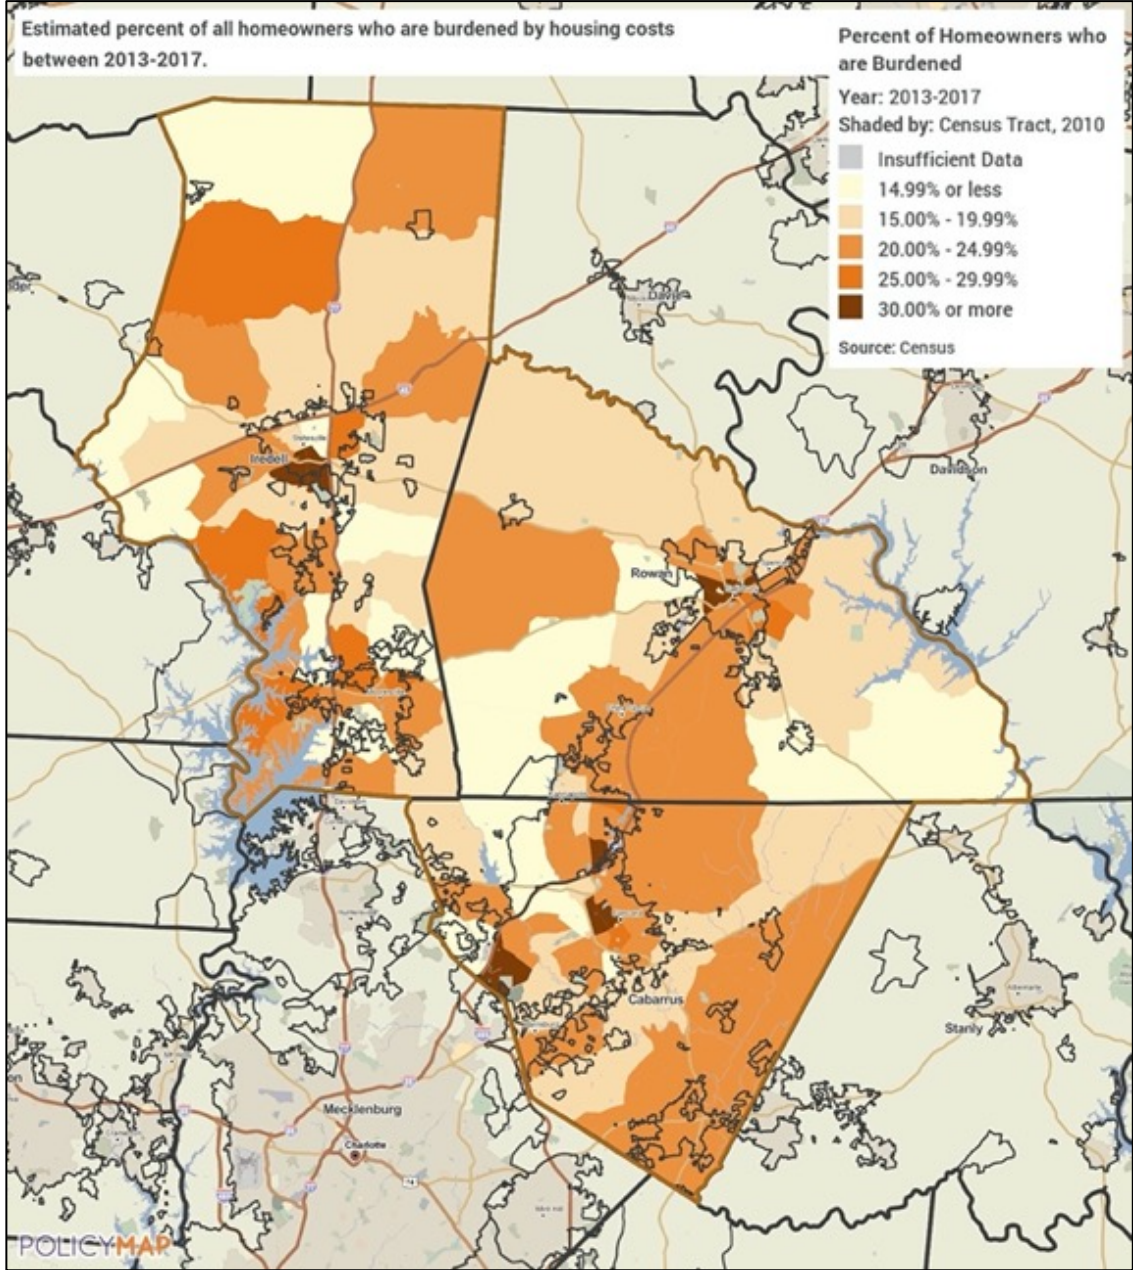 Estimated percent of all homeowners who are burdened by housing costs
between 2013-2017.
Percent of Homeowners who
are Burdened
Year: 2013-2017
Shaded by: Census Tract, 2010
Insufficient Data
14.99% or less
15.00% - 19.99%
20.00% - 24.99%
25.00% - 29.99%
30.00% or more
Source: Census
Davie
Statesville
Iredell
Davidson
Rowan
Cabarrus
Stanly
Mecklenburg
Charlotte
POLICYMAP